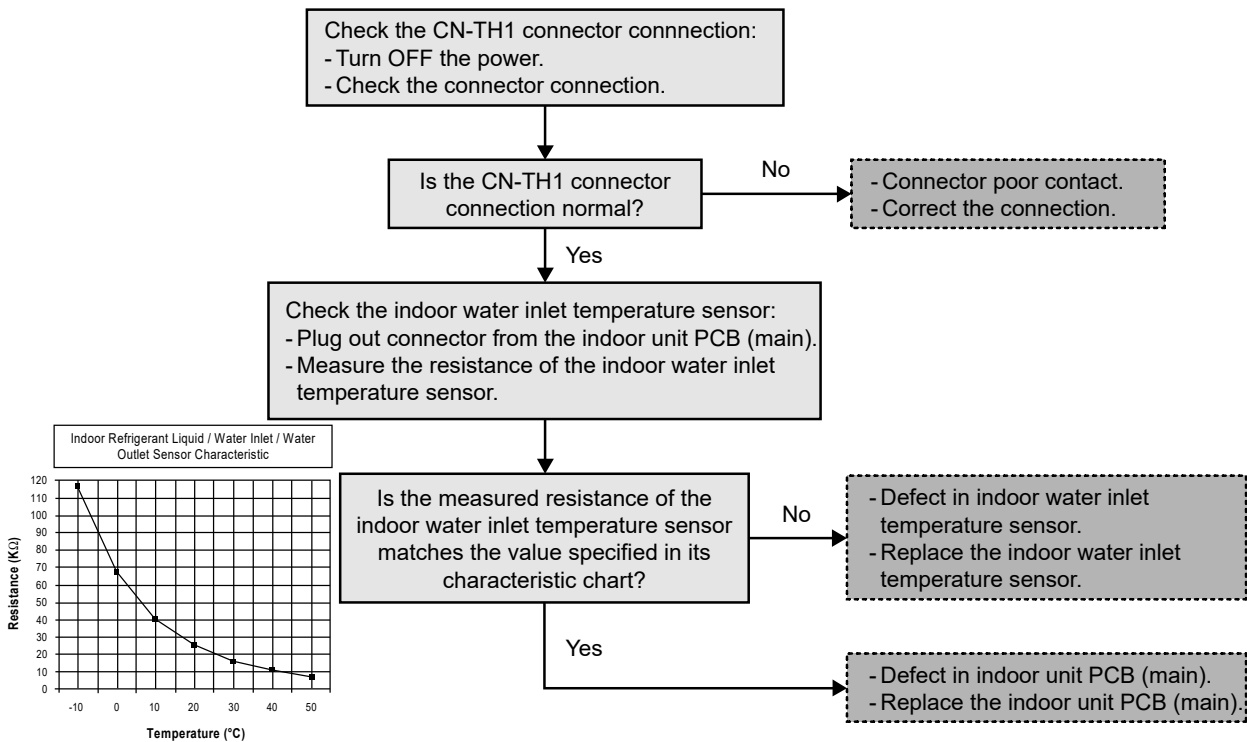 Check the CN-TH1 connector connnection:
- Turn OFF the power.
- Check the connector connection.
Is the CN-TH1 connector
connection normal?
No
- Connector poor contact.
- Correct the connection.
Yes
Check the indoor water inlet temperature sensor:
- Plug out connector from the indoor unit PCB (main).
- Measure the resistance of the indoor water inlet
temperature sensor.
Indoor Refrigerant Liquid / Water Inlet / Water
Outlet Sensor Characteristic
120
110
100
90
80
70
60
50
40
30
20
10
0
Resistance (KΩ)
-10 0 10 20 30 40 50
Temperature (°C)
Is the measured resistance of the
indoor water inlet temperature sensor
matches the value specified in its
characteristic chart?
No
- Defect in indoor water inlet
temperature sensor.
- Replace the indoor water inlet
temperature sensor.
Yes
- Defect in indoor unit PCB (main).
- Replace the indoor unit PCB (main).